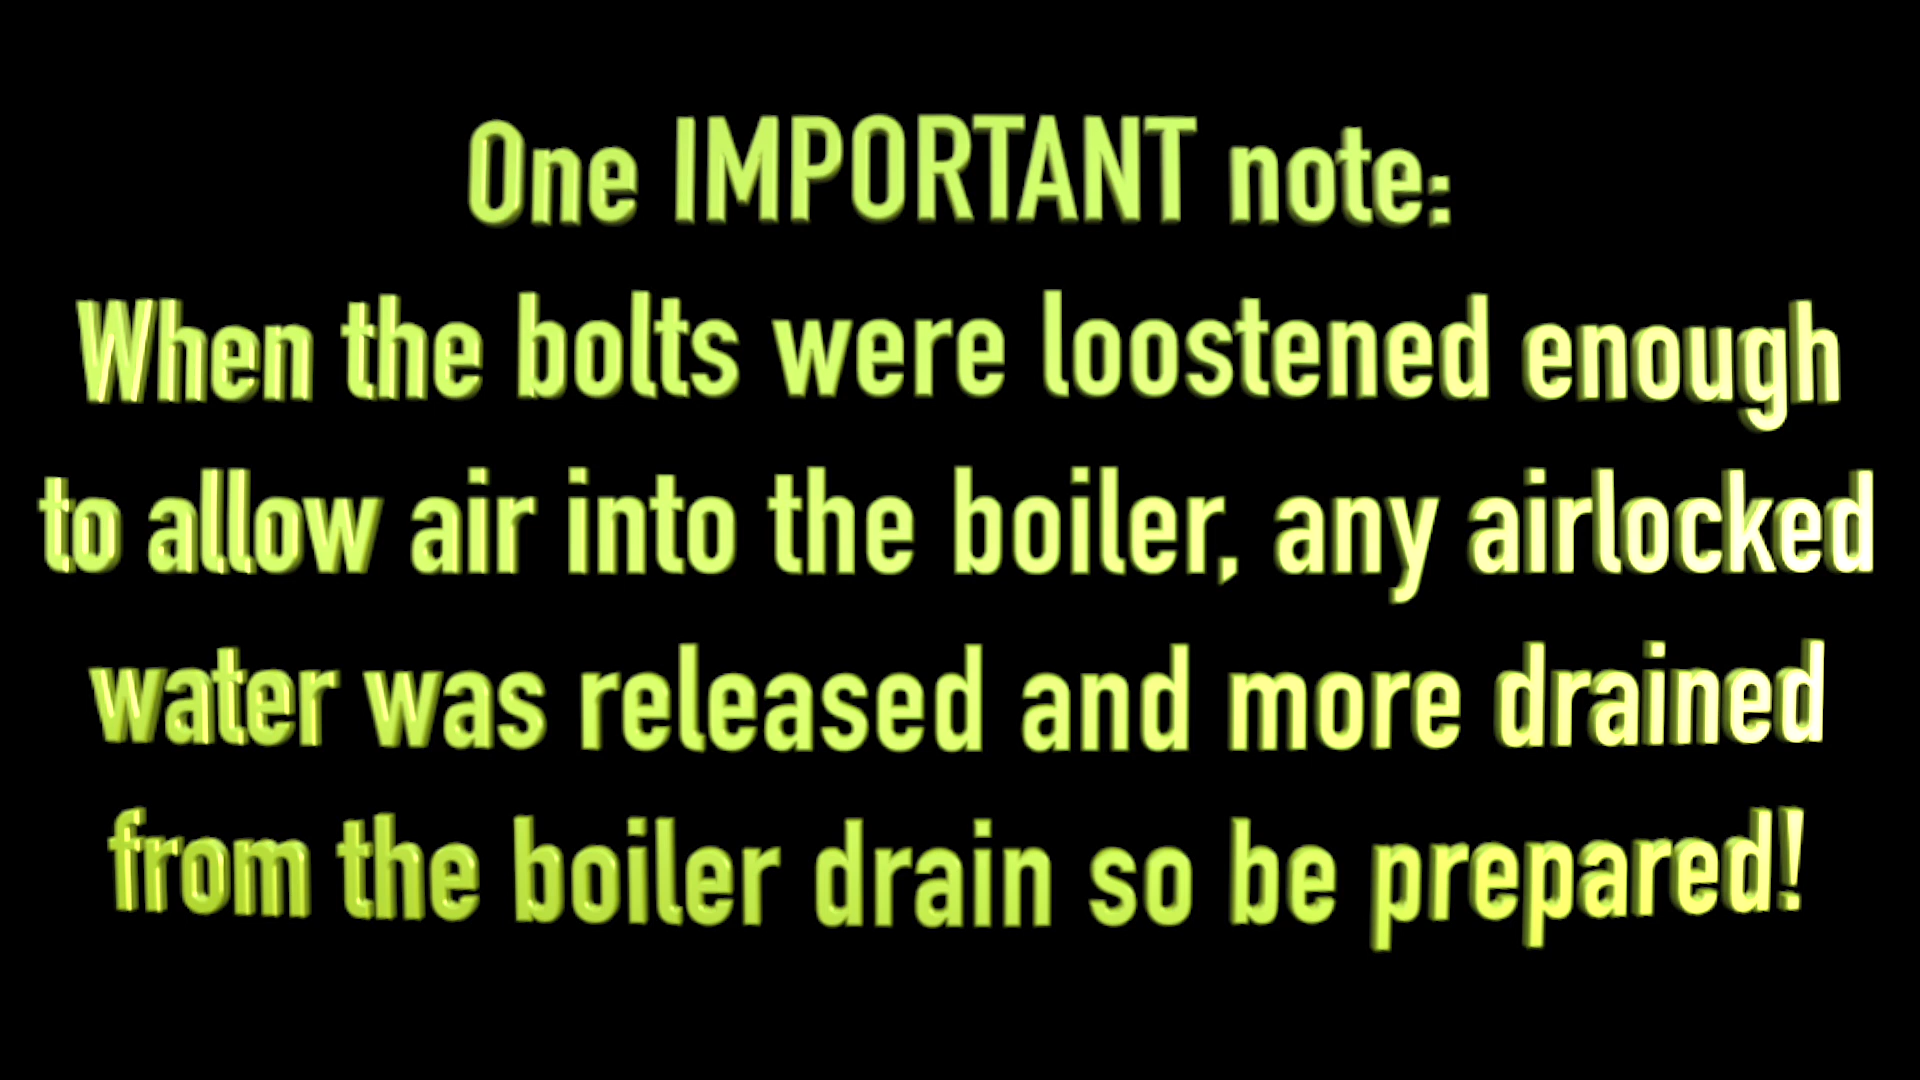 One IMPORTANT note:
When the bolts were loostened enough
to allow air into the boiler, any airlocked
water was released and more drained
from the boiler drain so be prepared!